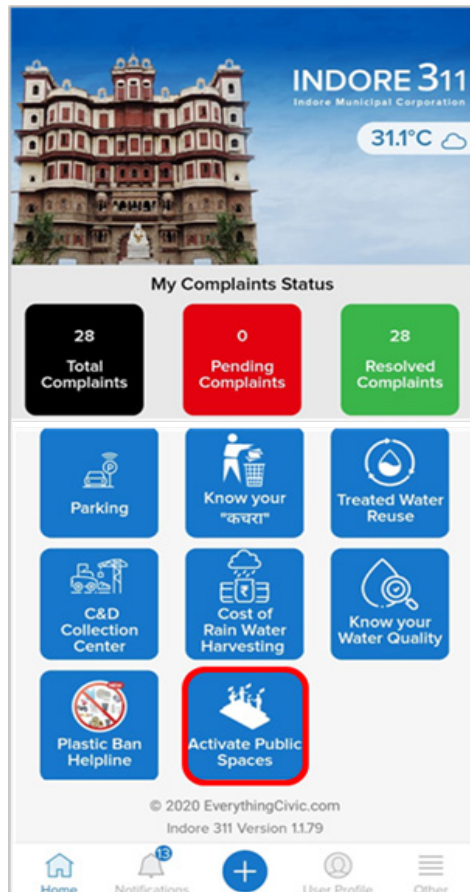 INDORE 311
Indore Municipal Corporation
31.1°C
My Complaints Status
28
Total
Complaints
0
Pending
Complaints
28
Resolved
Complaints
Parking
Know your
"कचरा"
Treated Water
Reuse
C&D
Collection
Center
Cost of
Rain Water
Harvesting
Know your
Water Quality
NEW
Plastic Ban
Helpline
Activate Public
Spaces
© 2020 EverythingCivic.com
Indore 311 Version 1.1.79
13
Home
Notifications
User Profile
Other